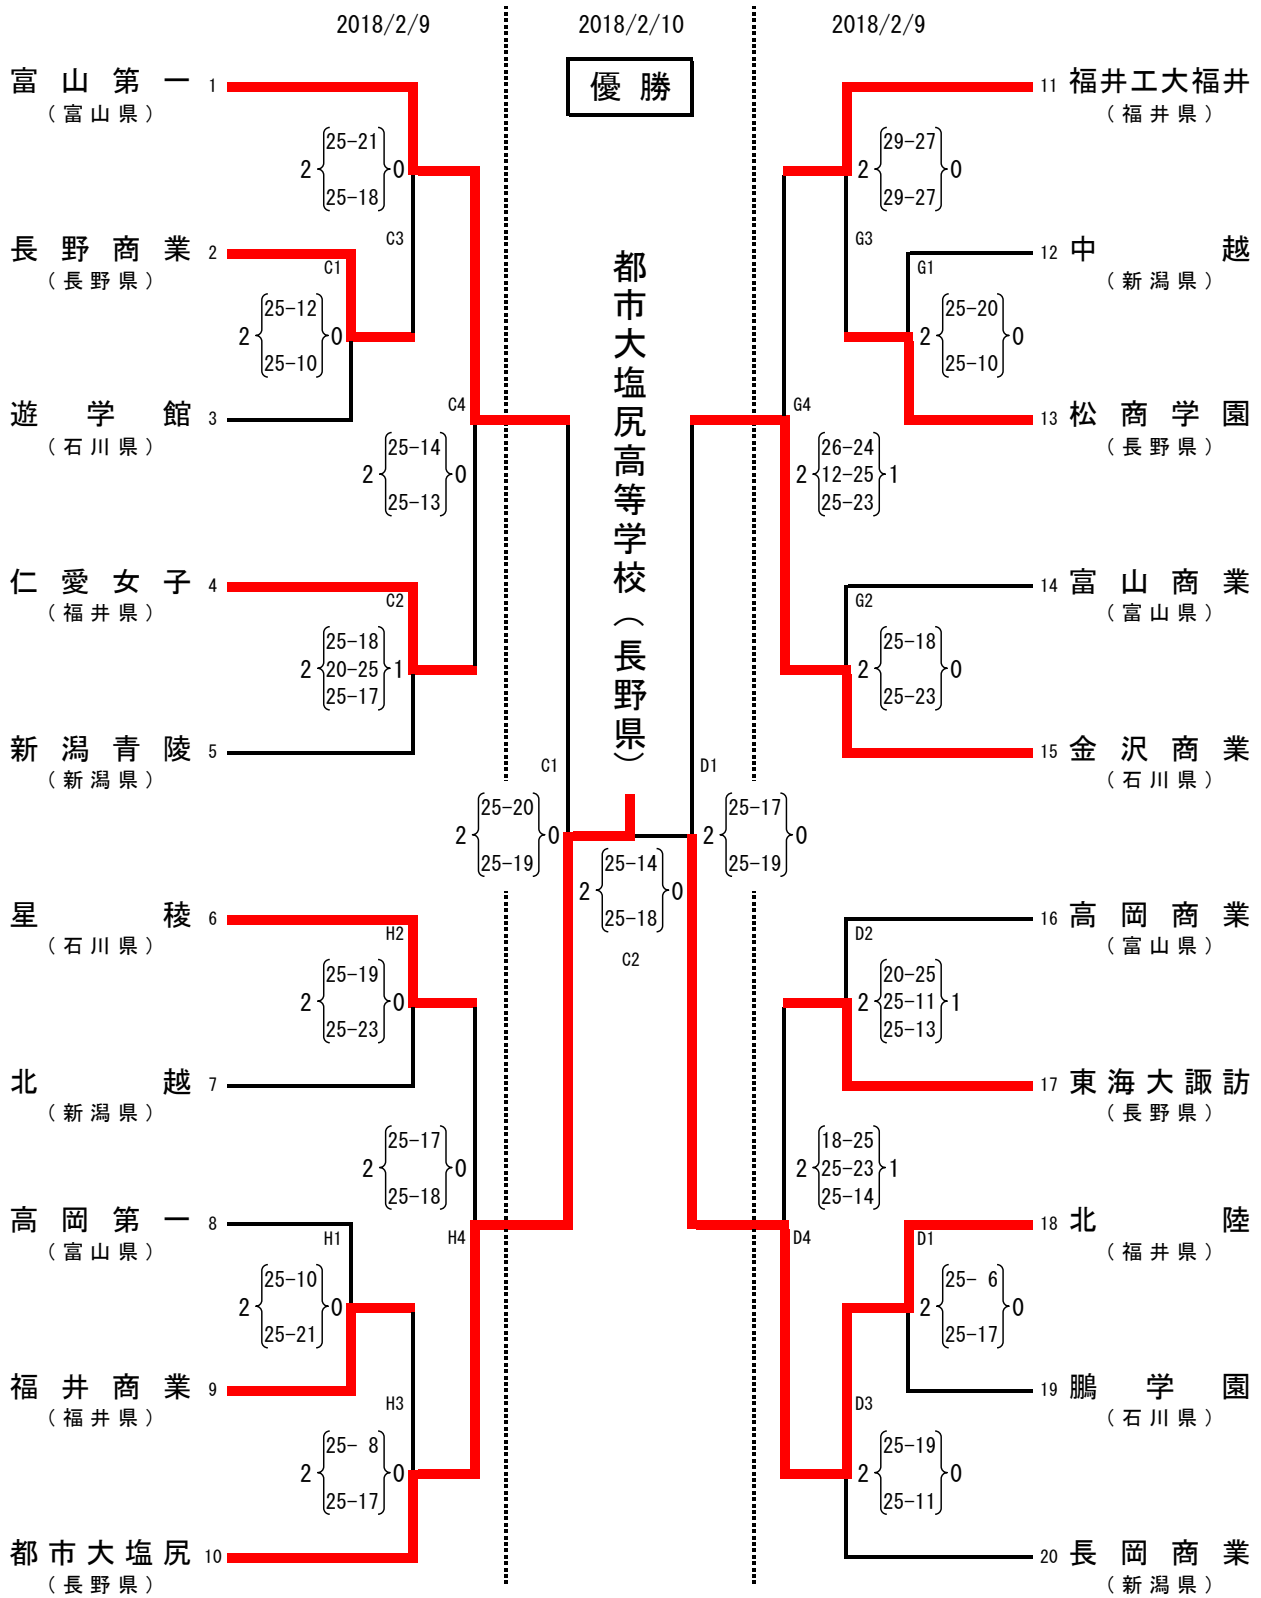 2018/2/9
2018/2/10
2018/2/9
優勝
都市大塩尻高等学校（長野県）
富山第一 1
（富山県）
2 25-21 0
25-18
C3
長野商業 2
（長野県）
C1
2 25-12 0
25-10
遊学館 3
（石川県）
C4
2 25-14 0
25-13
仁愛女子 4
（福井県）
C2
25-18
2 20-25 1
25-17
新潟青陵 5
（新潟県）
C1
2 25-20 0
25-19
星稜 6
（石川県）
H2
2 25-19 0
25-23
北越 7
（新潟県）
2 25-17 0
25-18
H4
高岡第一 8
（富山県）
H1
2 25-10 0
25-21
福井商業 9
（福井県）
H3
2 25- 8 0
25-17
都市大塩尻 10
（長野県）
2 25-14 0
25-18
C2
11 福井工大福井
（福井県）
2 29-27 0
29-27
G3
12 中越
（新潟県）
G1
2 25-20 0
25-10
13 松商学園
（長野県）
G4
26-24
2 12-25 1
25-23
14 富山商業
（富山県）
G2
2 25-18 0
25-23
15 金沢商業
（石川県）
D1
2 25-17 0
25-19
16 高岡商業
（富山県）
D2
20-25
2 25-11 1
25-13
17 東海大諏訪
（長野県）
18-25
2 25-23 1
25-14
D4
18 北陸
（福井県）
D1
2 25- 6 0
25-17
19 鵬学園
（石川県）
D3
2 25-19 0
25-11
20 長岡商業
（新潟県）